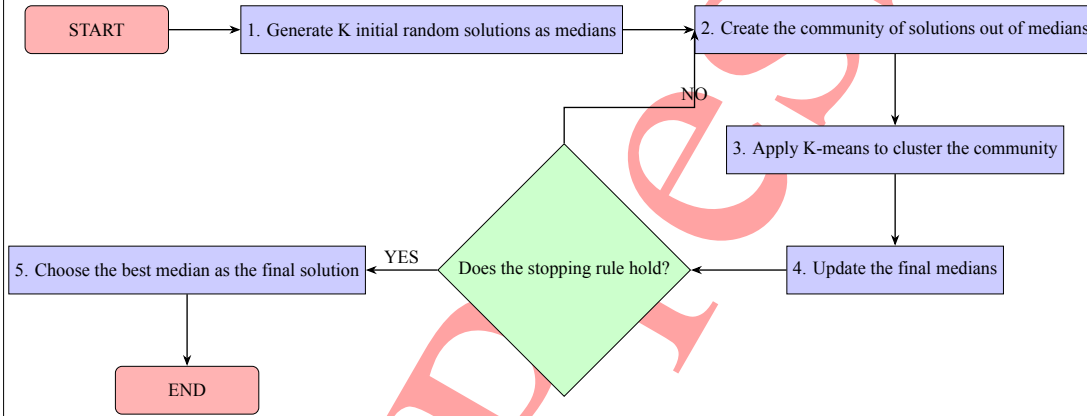 START
1. Generate K initial random solutions as medians
2. Create the community of solutions out of medians
NO
3. Apply K-means to cluster the community
5. Choose the best median as the final solution
YES
Does the stopping rule hold?
4. Update the final medians
END